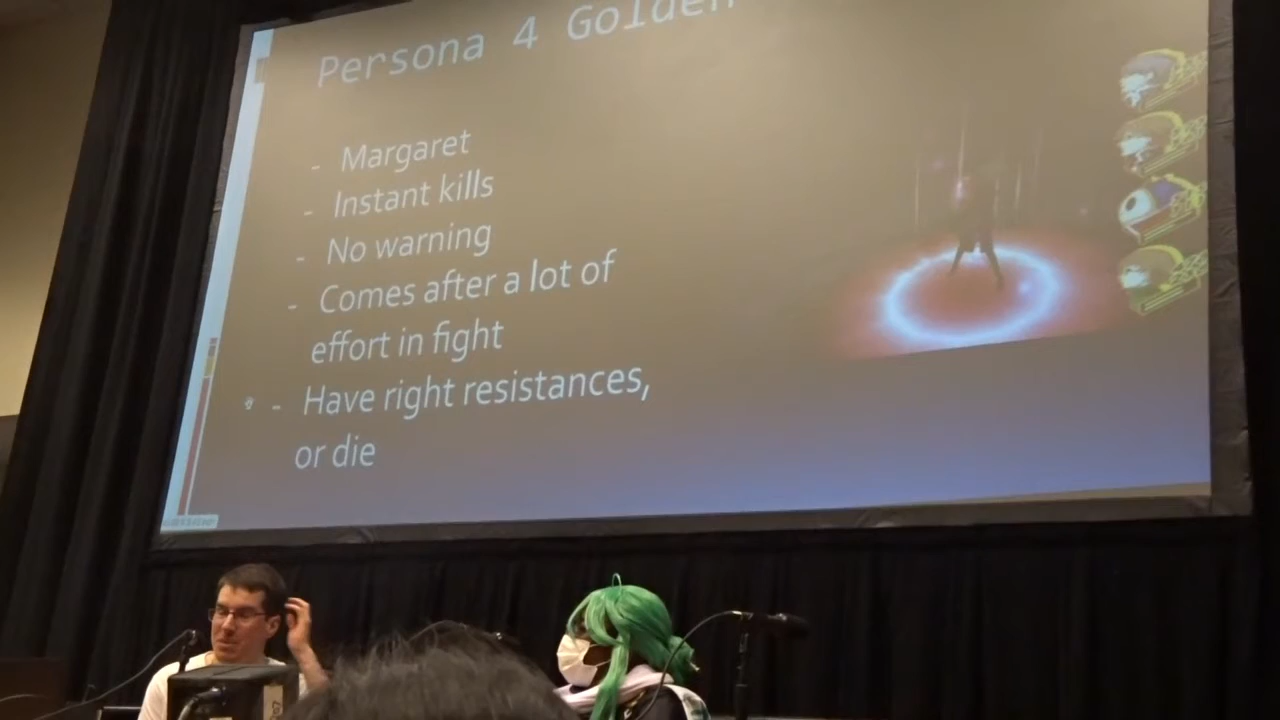 Persona 4 Golden
- Margaret
- Instant kills
- No warning
- Comes after a lot of
effort in fight
- Have right resistances,
or die